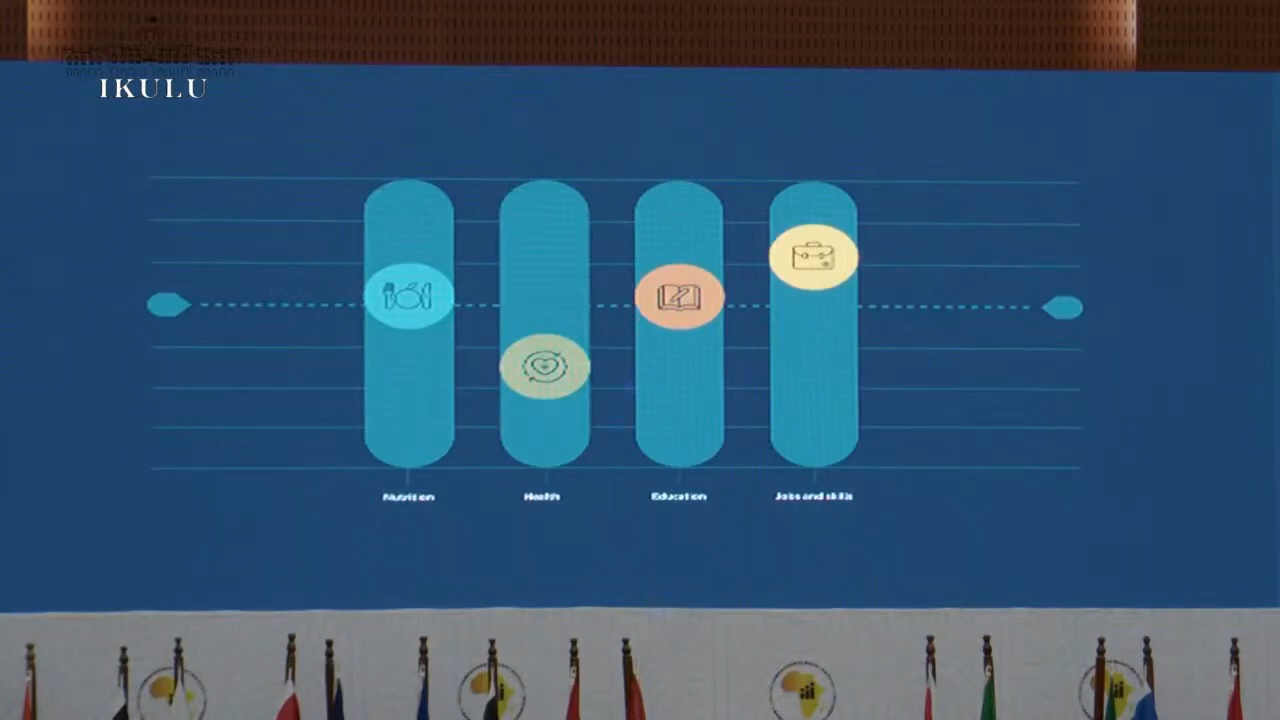 IKULU
Nutrition
Health
Education
Jobs and skills